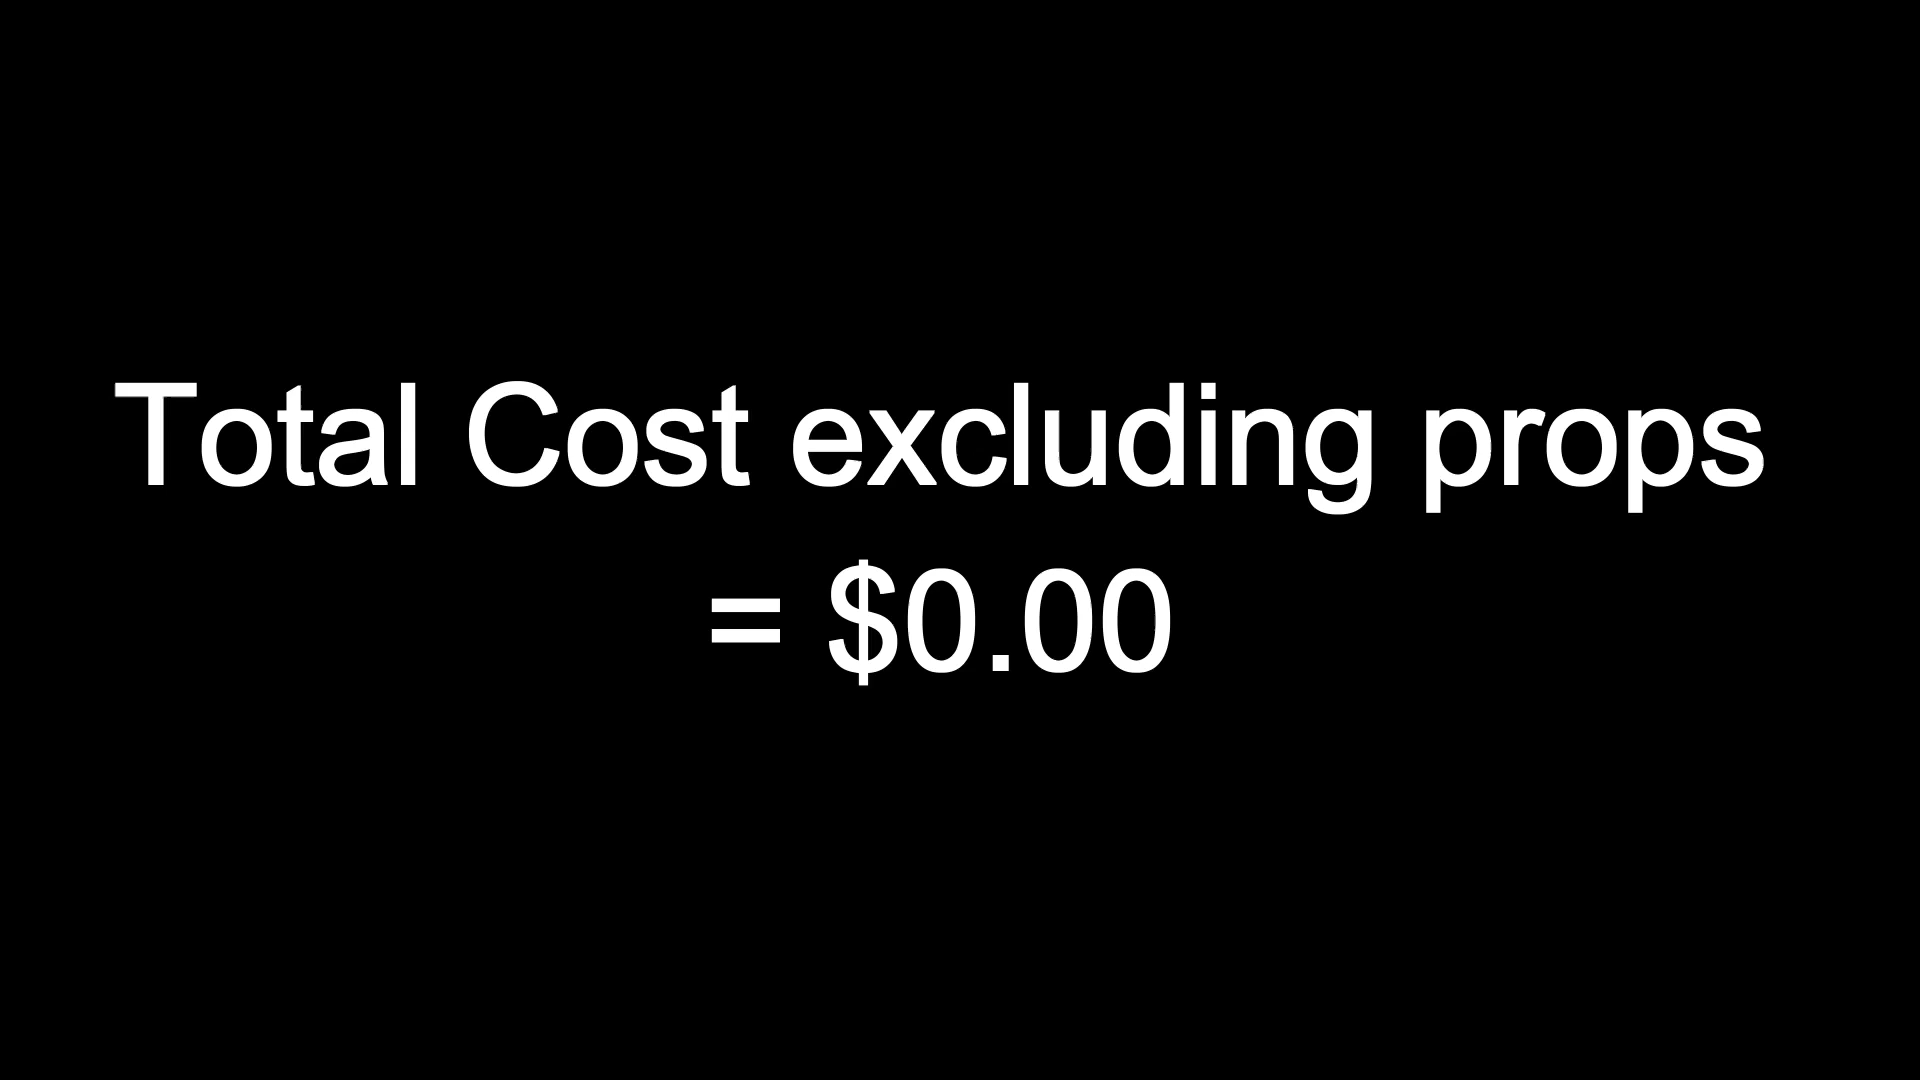 Total Cost excluding props
= $0.00